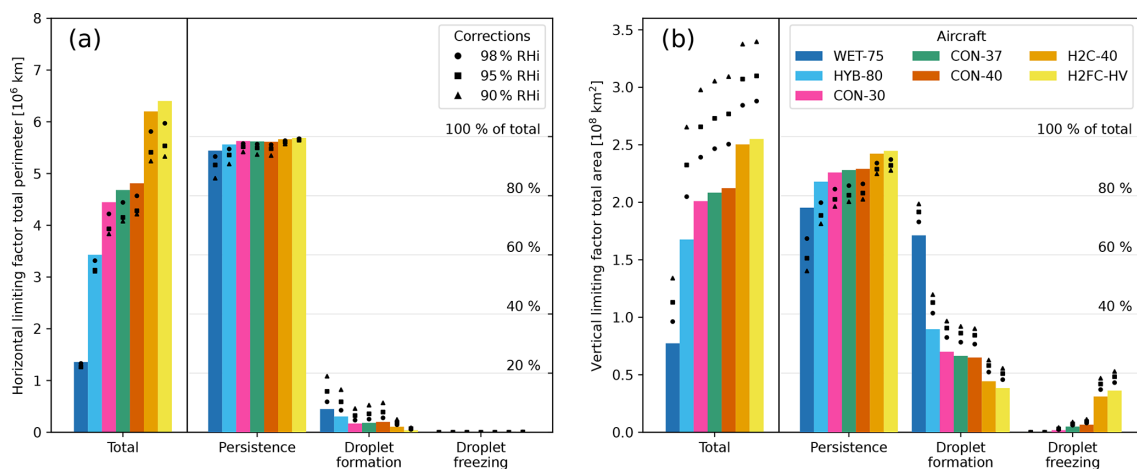 (a)
Corrections
98 % RHi
95 % RHi
90 % RHi
Horizontal limiting factor total perimeter [10⁶ km]
8
7
6
5
4
3
2
1
0
100 % of total
80 %
60 %
40 %
20 %
Total
Persistence
Droplet
formation
Droplet
freezing
(b)
Aircraft
WET-75
HYB-80
CON-30
CON-37
CON-40
H2C-40
H2FC-HV
Vertical limiting factor total area [10⁸ km²]
3.5
3.0
2.5
2.0
1.5
1.0
0.5
0.0
100 % of total
80 %
60 %
40 %
20 %
Total
Persistence
Droplet
formation
Droplet
freezing